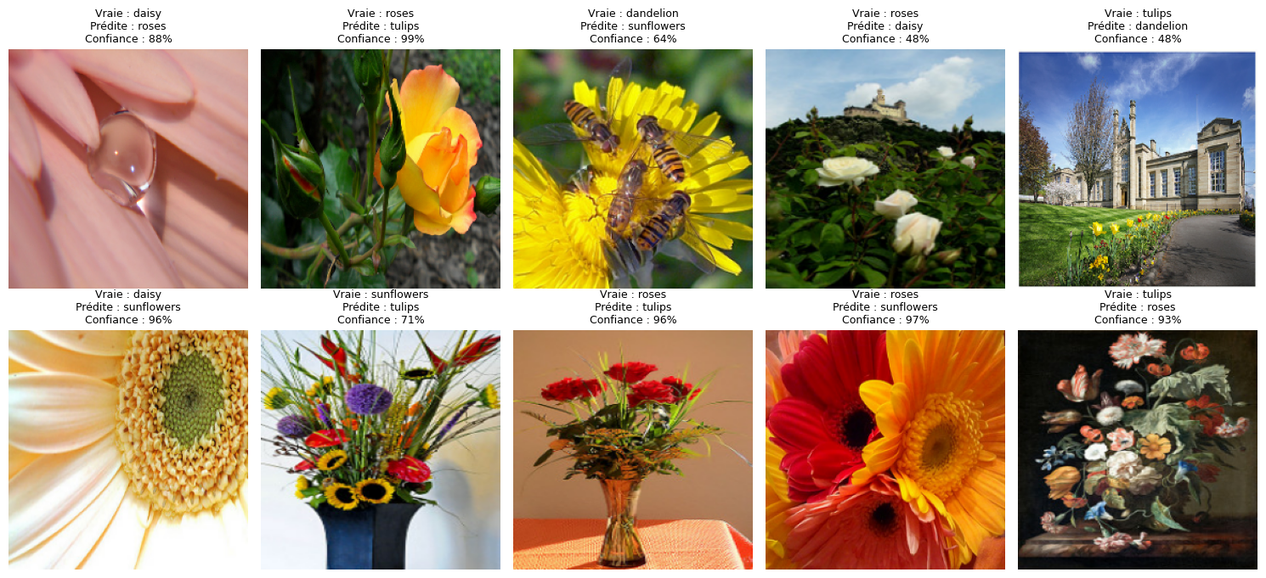 Vraie : daisy
Prédite : roses
Confiance : 88%
Vraie : roses
Prédite : tulips
Confiance : 99%
Vraie : dandelion
Prédite : sunflowers
Confiance : 64%
Vraie : roses
Prédite : daisy
Confiance : 48%
Vraie : tulips
Prédite : dandelion
Confiance : 48%
Vraie : daisy
Prédite : sunflowers
Confiance : 96%
Vraie : sunflowers
Prédite : tulips
Confiance : 71%
Vraie : roses
Prédite : tulips
Confiance : 96%
Vraie : roses
Prédite : sunflowers
Confiance : 97%
Vraie : tulips
Prédite : roses
Confiance : 93%